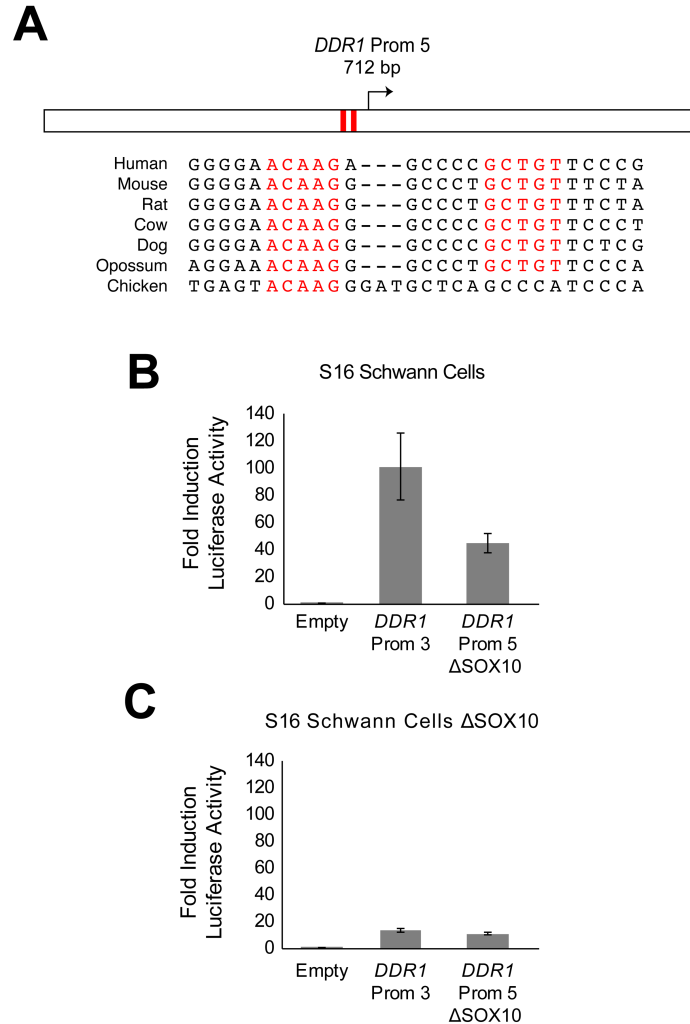 A
DDR1 Prom 5
712 bp
Human GGGGAACAAGA---GCCCCGCTGTTCCCG
Mouse GGGGAACAAGG---GCCCTGCTGTTTCTA
Rat GGGGAACAAGG---GCCCTGCTGTTTCTA
Cow GGGGAACAAGG---GCCCCGCTGTTCCCT
Dog GGGGAACAAGG---GCCCCGCTGTTCTCG
Opossum AGGAAACAAGG---GCCCTGCTGTTCCCA
Chicken TGAGTACAAGGGATGCTCAGCCCATCCCA
B
S16 Schwann Cells
Fold Induction
Luciferase Activity
140
120
100
80
60
40
20
0
Empty
DDR1
Prom 3
DDR1
Prom 5
ΔSOX10
C
S16 Schwann Cells ΔSOX10
Fold Induction
Luciferase Activity
140
120
100
80
60
40
20
0
Empty
DDR1
Prom 3
DDR1
Prom 5
ΔSOX10